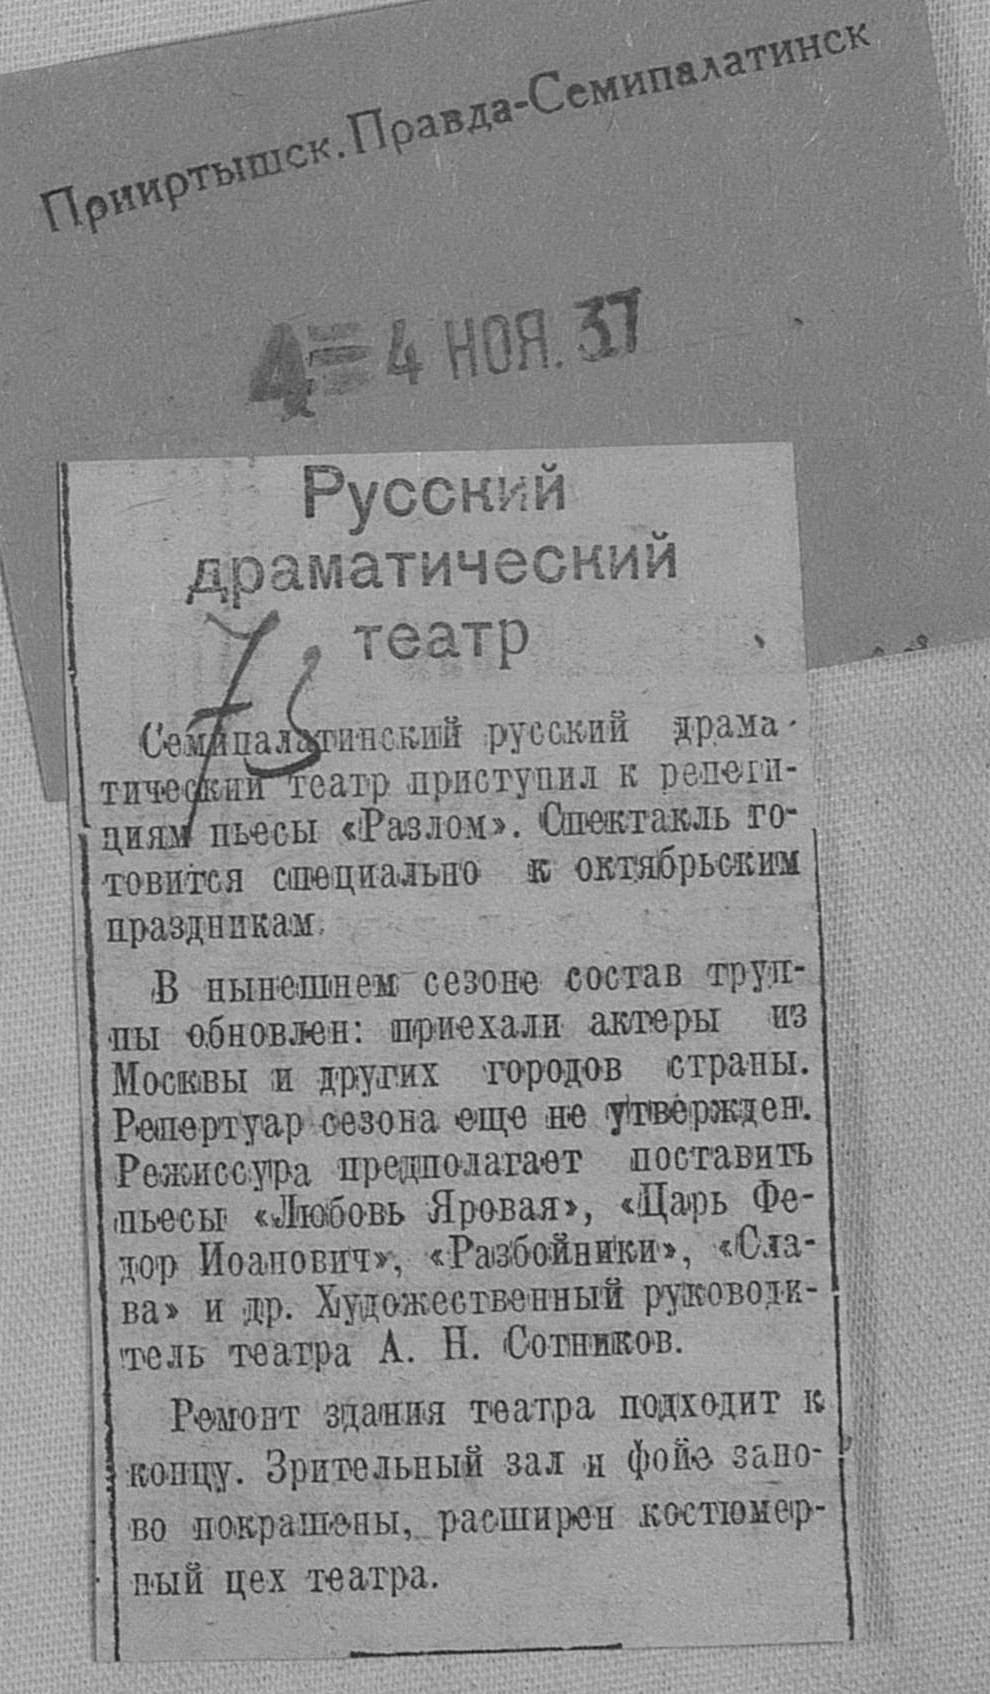 Прииртышск. Правда-Семипалатинск
4 НОЯ. 37
Русский
драматический
театр
Семипалатинский русский драма-
тический театр приступил к репети-
циям пьесы «Разлом». Спектакль го-
товится специально к октябрьским
праздникам.
В нынешнем сезоне состав труп-
пы обновлен: приехали актеры из
Москвы и других городов страны.
Репертуар сезона еще не утвержден.
Режиссура предполагает поставить
пьесы «Любовь Яровая», «Царь Фе-
дор Иоанович», «Разбойники», «Сла-
ва» и др. Художественный руководи-
тель театра А. Н. Сотников.
Ремонт здания театра подходит к
концу. Зрительный зал и фойе зано-
во покрашены, расширен костюмер-
ный цех театра.